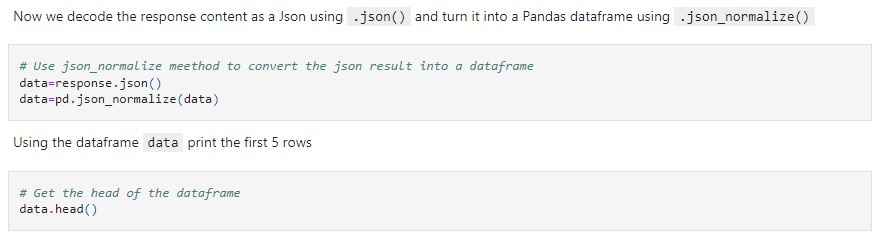 Now we decode the response content as a Json using .json() and turn it into a Pandas dataframe using .json_normalize()
# Use json_normalize meethod to convert the json result into a dataframe
data=response.json()
data=pd.json_normalize(data)
Using the dataframe data print the first 5 rows
# Get the head of the dataframe
data.head()